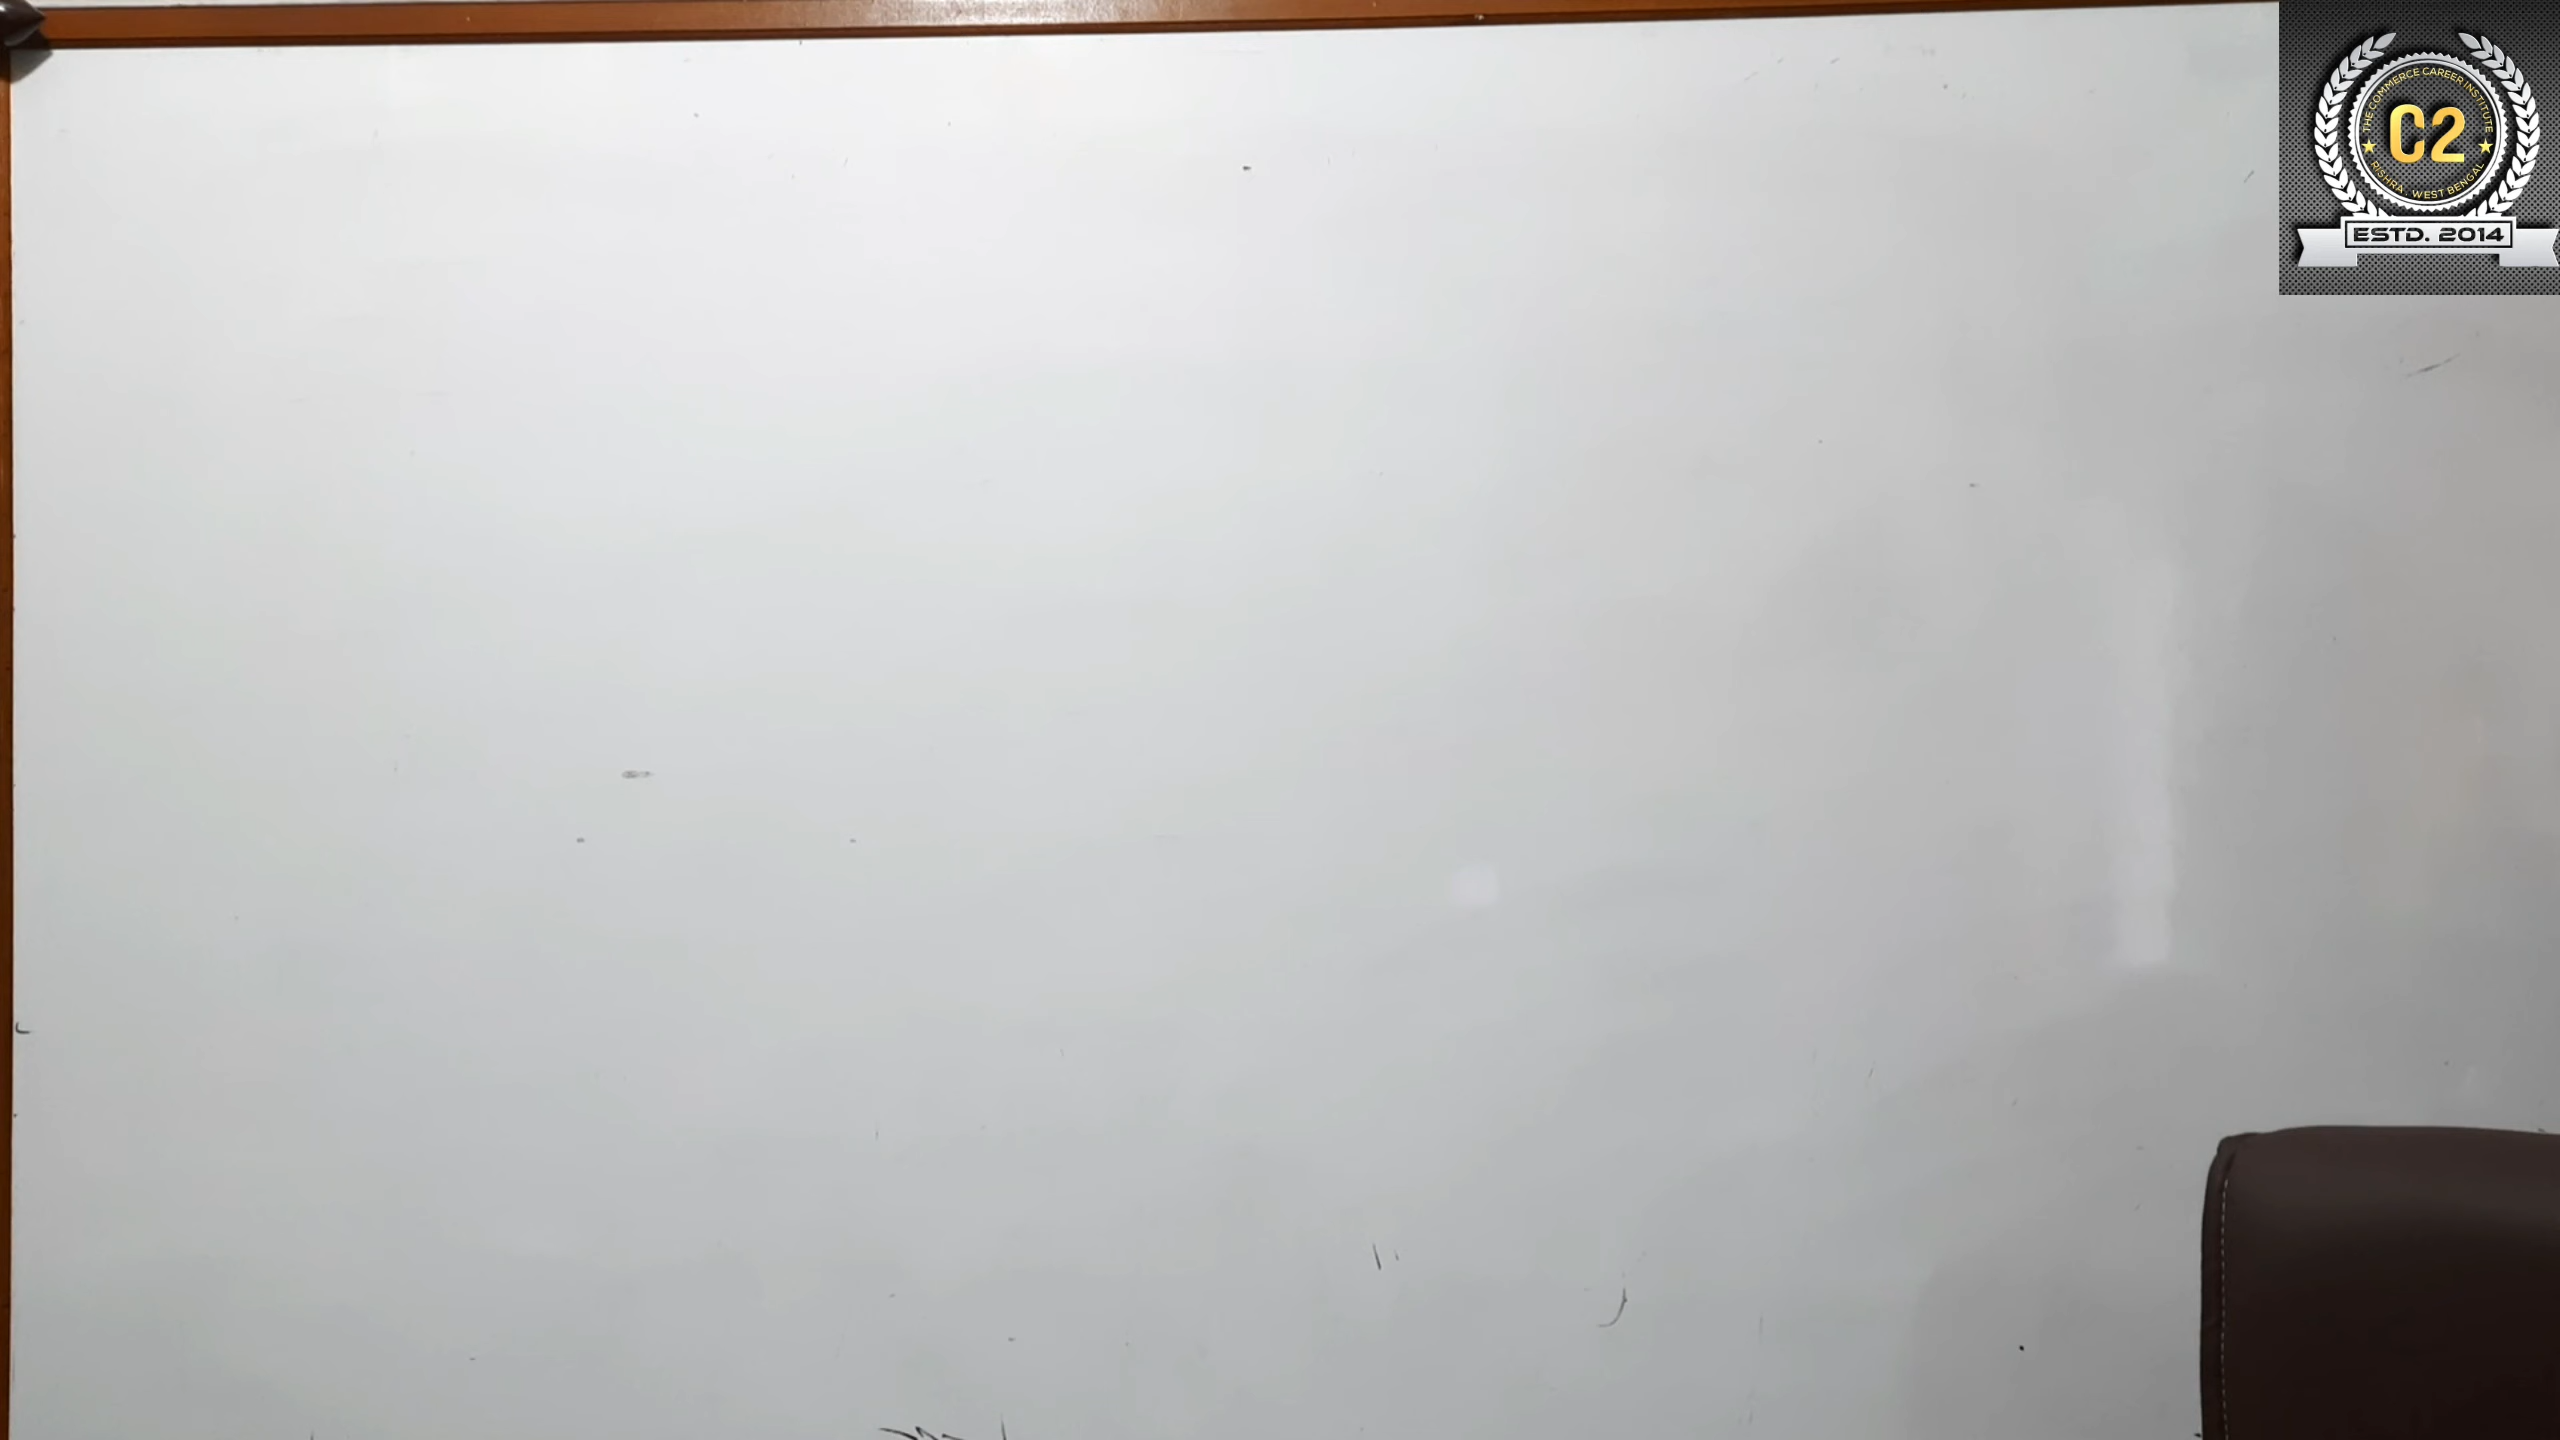 THE COMMERCE CAREER INSTITUTE
C2
RISHRA, WEST BENGAL
ESTD. 2014